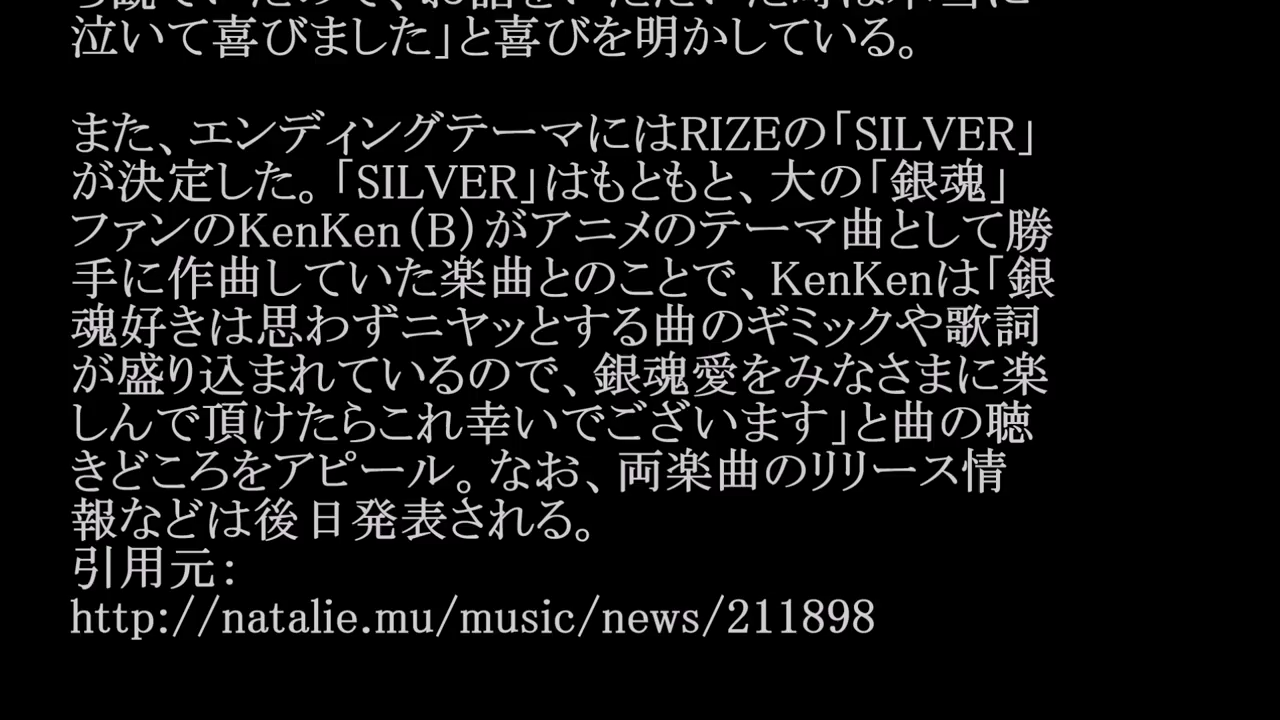 泣いて喜びました」と喜びを明かしている。
また、エンディングテーマにはRIZEの「SILVER」
が決定した。「SILVER」はもともと、大の「銀魂」
ファンのKenKen(B)がアニメのテーマ曲として勝
手に作曲していた楽曲とのことで、KenKenは「銀
魂好きは思わずニヤッとする曲のギミックや歌詞
が盛り込まれているので、銀魂愛をみなさまに楽
しんで頂けたらこれ幸いでございます」と曲の聴
きどころをアピール。なお、両楽曲のリリース情
報などは後日発表される。
引用元：
http://natalie.mu/music/news/211898